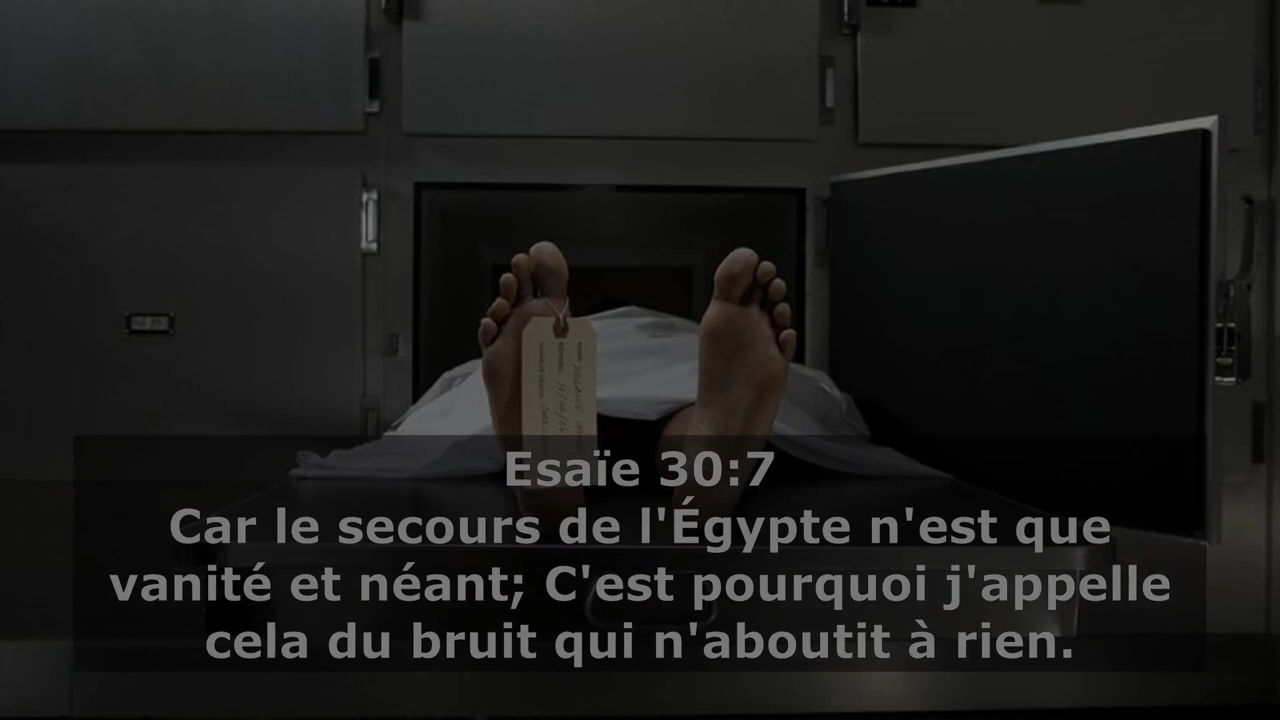 Esaïe 30:7
Car le secours de l'Égypte n'est que
vanité et néant; C'est pourquoi j'appelle
cela du bruit qui n'aboutit à rien.